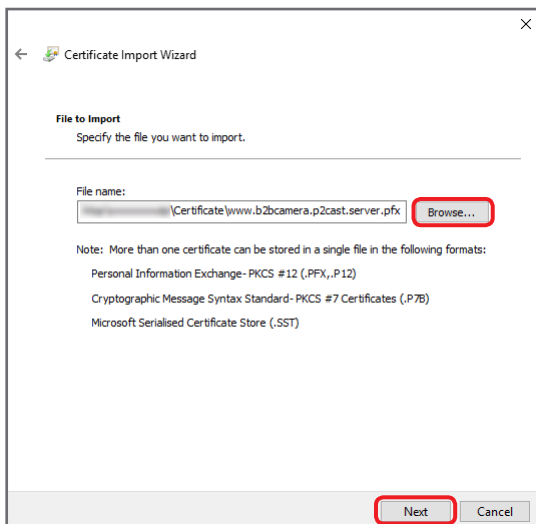 Certificate Import Wizard
File to Import
Specify the file you want to import.
File name:
\Certificate\www.b2bcamera.p2cast.server.pfx
Browse...
Note: More than one certificate can be stored in a single file in the following formats:
Personal Information Exchange- PKCS #12 (.PFX,.P12)
Cryptographic Message Syntax Standard- PKCS #7 Certificates (.P7B)
Microsoft Serialised Certificate Store (.SST)
Next
Cancel